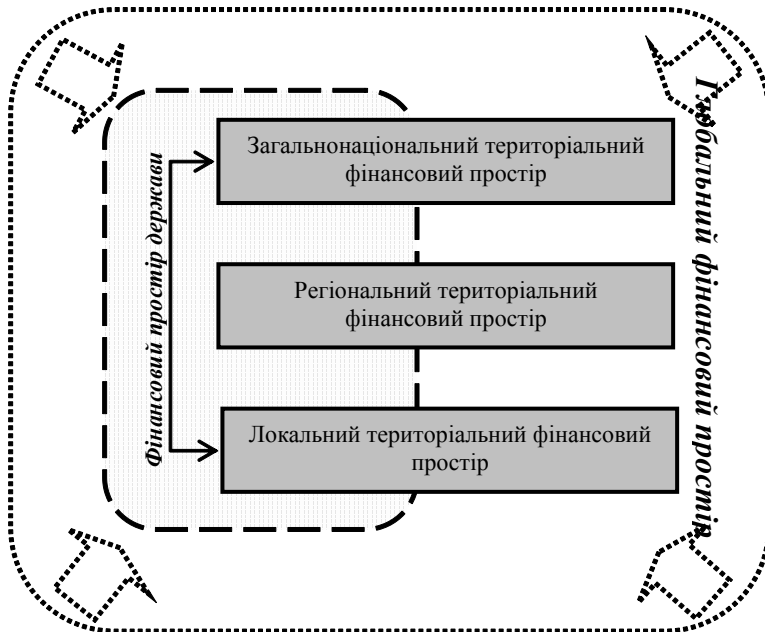 Загальнонаціональний територіальний
фінансовий простір
Регіональний територіальний
фінансовий простір
Локальний територіальний фінансовий
простір
Фінансовий простір держави
Глобальний фінансовий простір